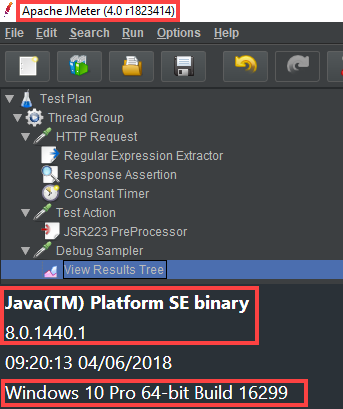 Apache JMeter (4.0 r1823414)
File Edit Search Run Options Help
Test Plan
Thread Group
HTTP Request
Regular Expression Extractor
Response Assertion
Constant Timer
Test Action
JSR223 PreProcessor
Debug Sampler
View Results Tree
Java(TM) Platform SE binary
8.0.1440.1
09:20:13 04/06/2018
Windows 10 Pro 64-bit Build 16299